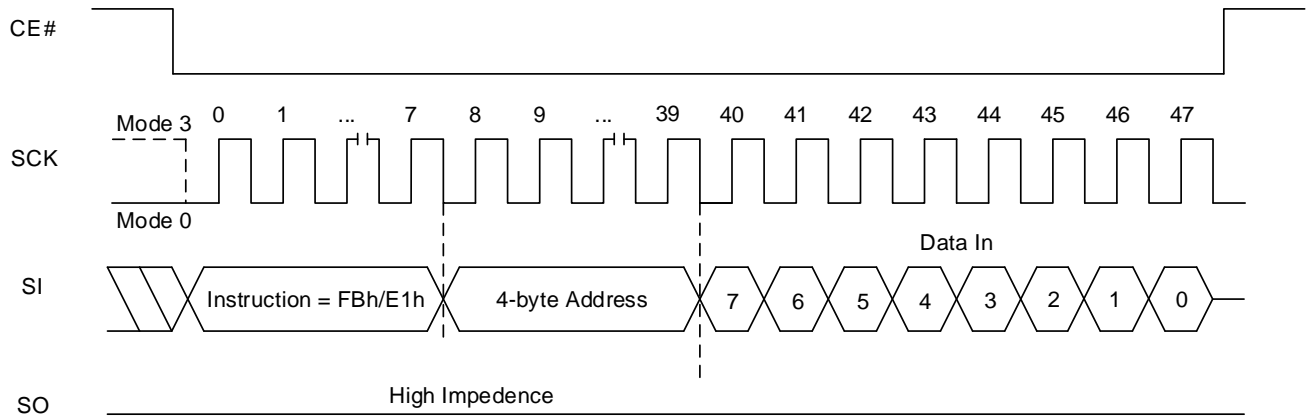 CE#
0 1 ... 7 8 9 ... 39 40 41 42 43 44 45 46 47
Mode 3
SCK
Mode 0
Data In
SI
Instruction = FBh/E1h 4-byte Address 7 6 5 4 3 2 1 0
High Impedence
SO